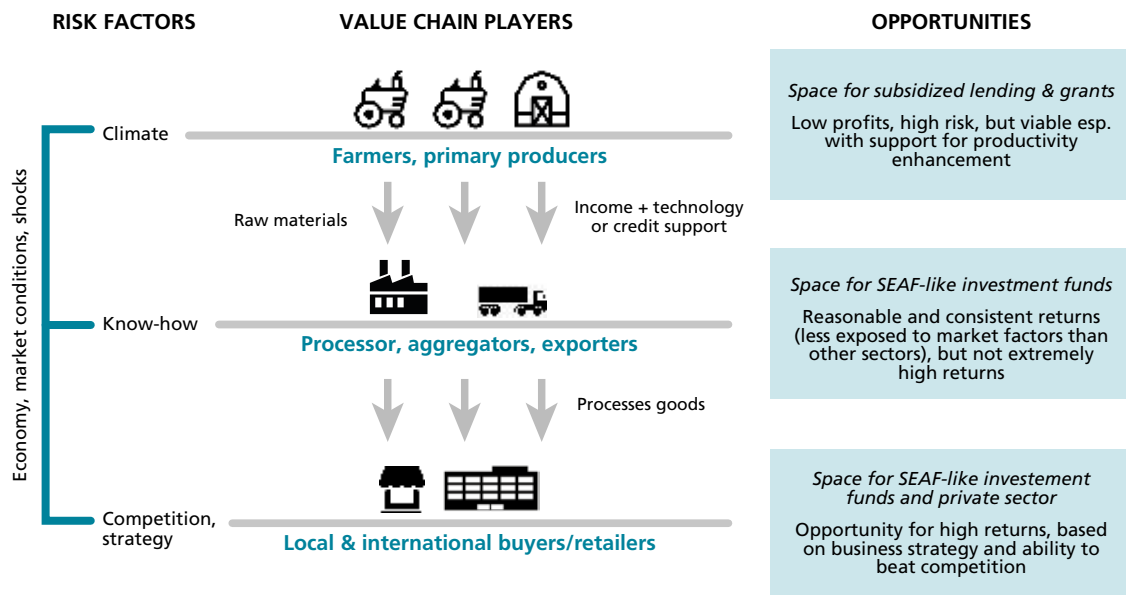 RISK FACTORS
VALUE CHAIN PLAYERS
OPPORTUNITIES
Economy, market conditions, shocks
Climate
Farmers, primary producers
Space for subsidized lending & grants
Low profits, high risk, but viable esp.
with support for productivity
enhancement
Raw materials
Income + technology
or credit support
Know-how
Processor, aggregators, exporters
Space for SEAF-like investment funds
Reasonable and consistent returns
(less exposed to market factors than
other sectors), but not extremely
high returns
Processes goods
Competition,
strategy
Local & international buyers/retailers
Space for SEAF-like investement
funds and private sector
Opportunity for high returns, based
on business strategy and ability to
beat competition